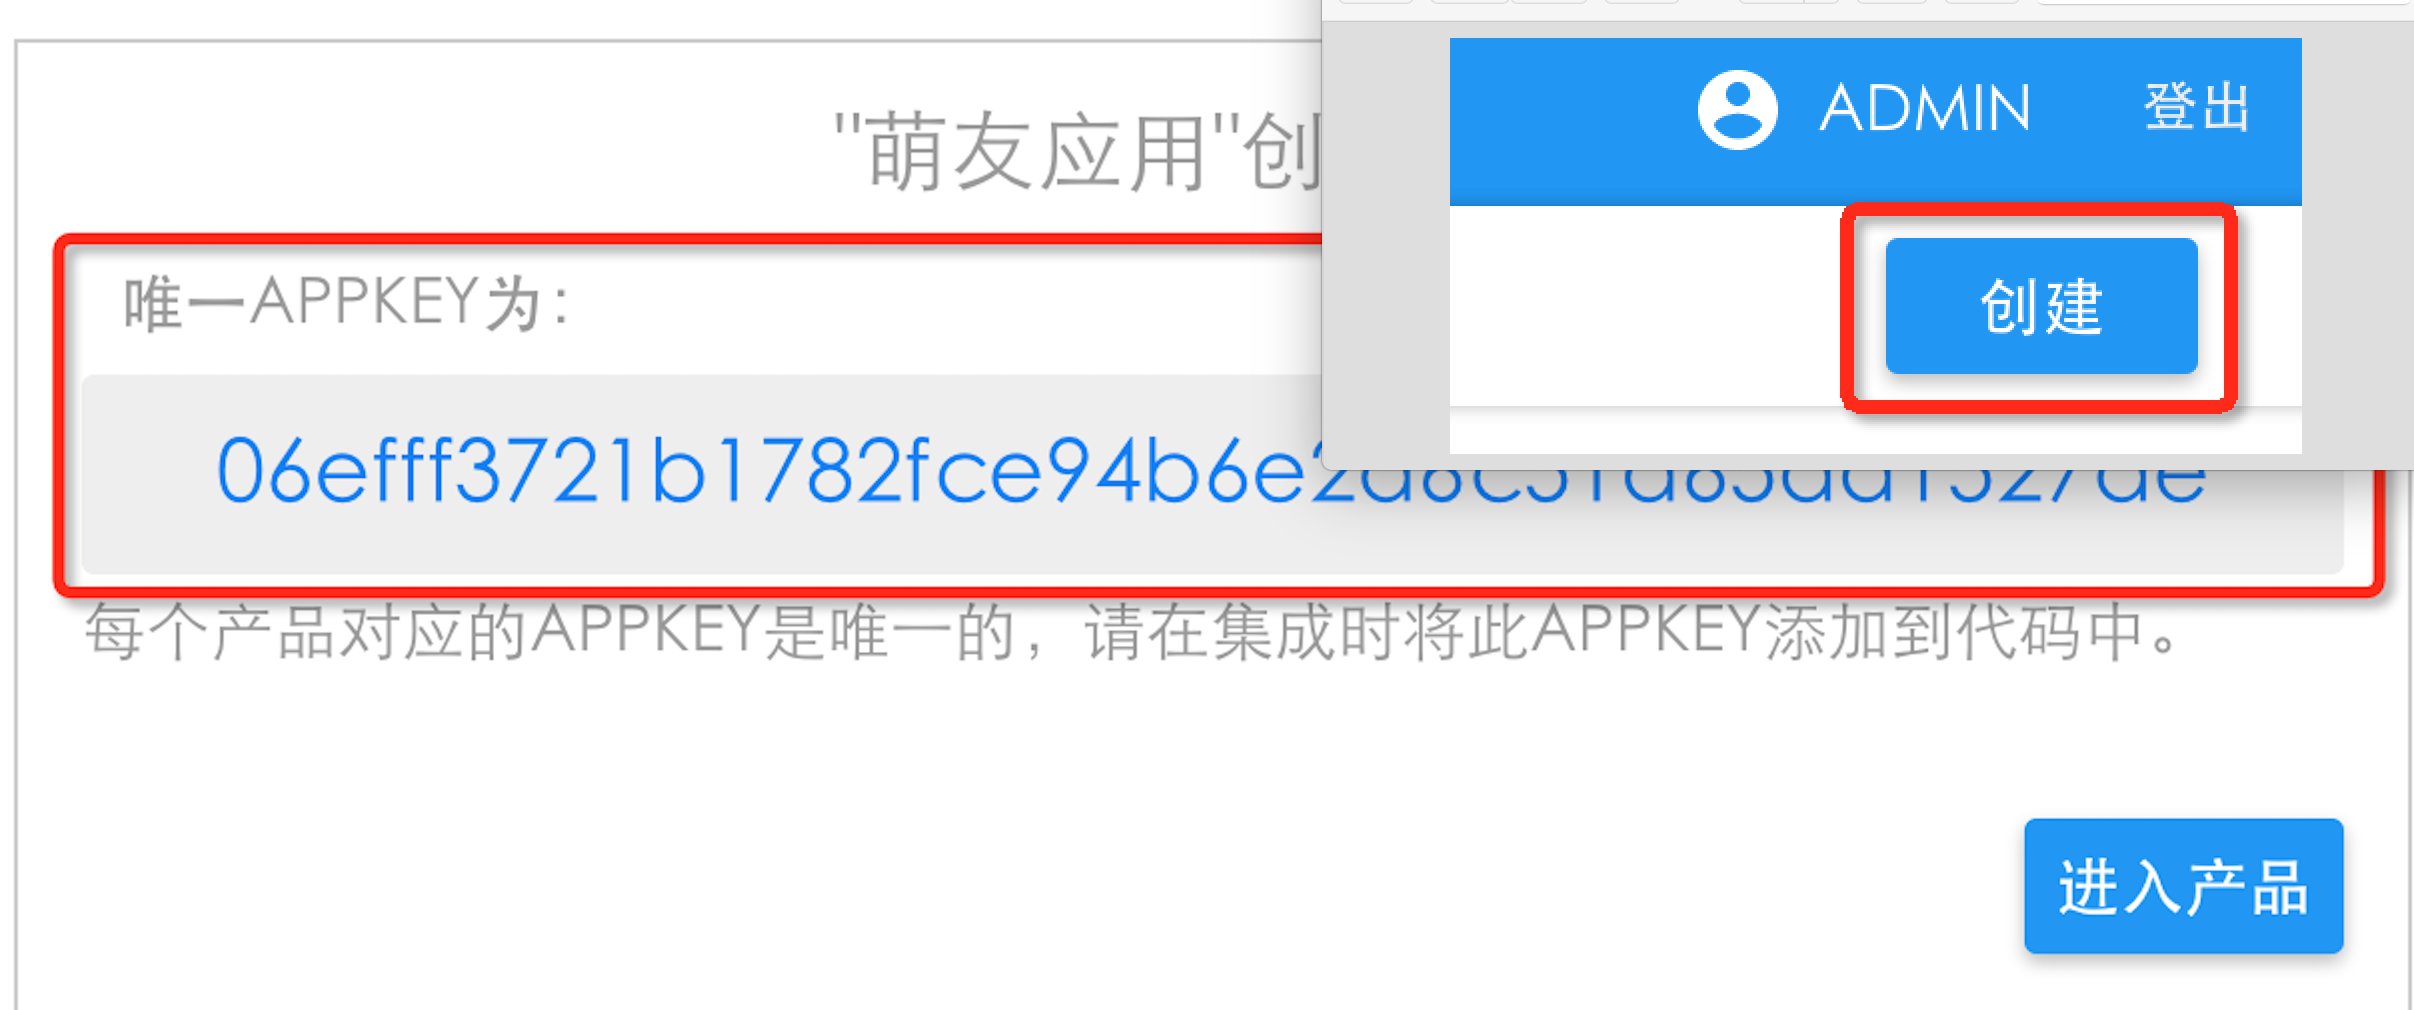 "萌友应用"创
ADMIN 登出
创建
唯一APPKEY为：
06efff3721b1782fce94b6e2
每个产品对应的APPKEY是唯一的，请在集成时将此APPKEY添加到代码中。
进入产品